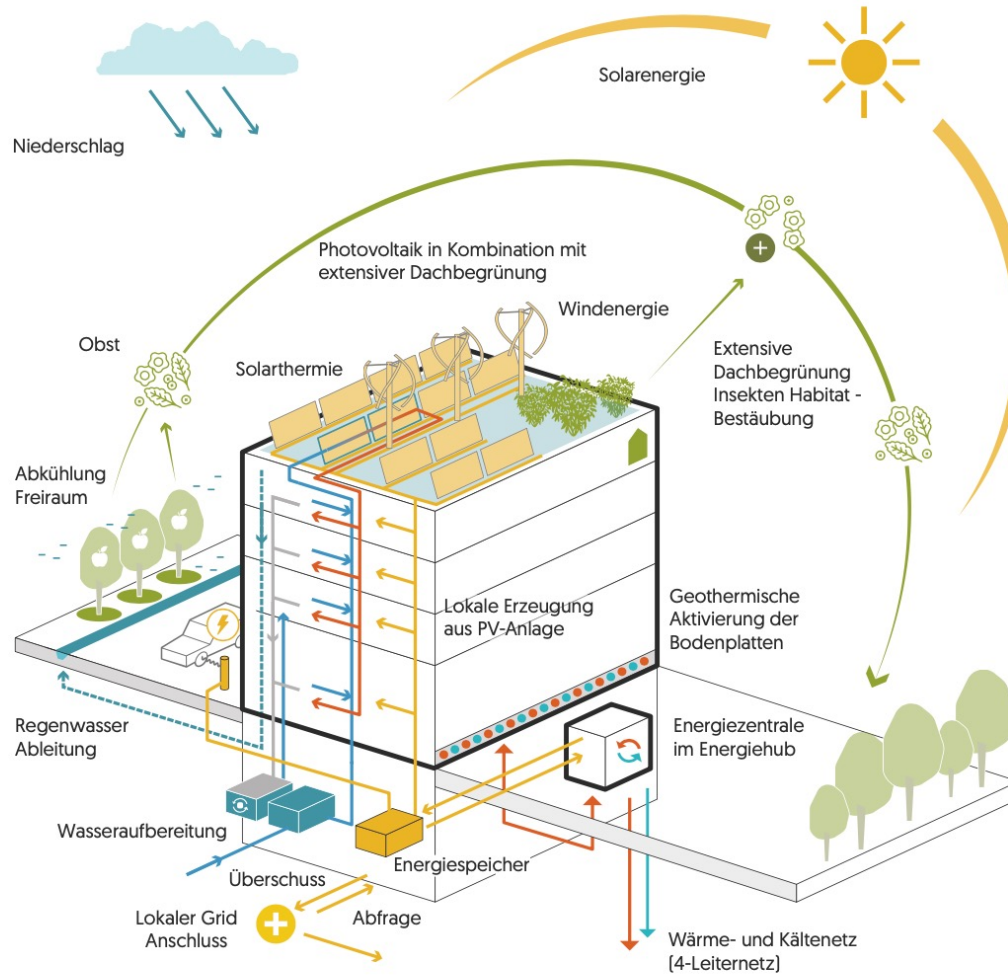 Solarenergie
Niederschlag
Photovoltaik in Kombination mit
extensiver Dachbegrünung
Windenergie
Obst
Solarthermie
Extensive
Dachbegrünung
Insekten Habitat -
Bestäubung
Abkühlung
Freiraum
Lokale Erzeugung
aus PV-Anlage
Geothermische
Aktivierung der
Bodenplatten
Regenwasser
Ableitung
Energiezentrale
im Energiehub
Wasseraufbereitung
Überschuss
Energiespeicher
Lokaler Grid
Anschluss
Abfrage
Wärme- und Kältenetz
(4-Leiternetz)